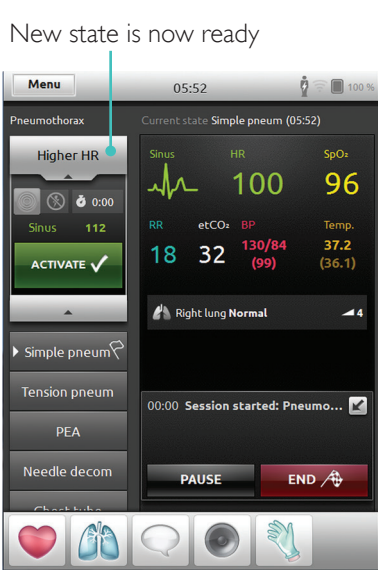 New state is now ready
Menu
05:52
100 %
Pneumothorax
Current state Simple pneum (05:52)
Higher HR
0:00
Sinus 112
ACTIVATE
Simple pneum
Tension pneum
PEA
Needle decom
Chest tube
Sinus HR SpO₂
100 96
RR etCO₂ BP Temp.
18 32 130/84 37.2
(99) (36.1)
Right lung Normal 4
00:00 Session started: Pneumo...
PAUSE END